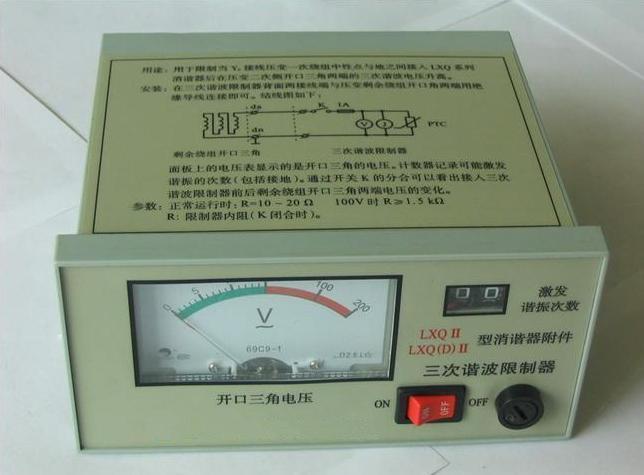 用途:用于限制当Y₀接线压变一次绕组中性点与地之间接入LXQ系列
消谐器后在压变二次侧开口三角两端的三次谐波电压升高。
安装:在三次谐波限制器背面两接线端与压变剩余绕组开口角两端用绝
缘导线连接即可。结线图如下:
da K 1A
V J PTC
dn
剩余绕组开口三角 三次谐波限制器
面板上的电压表显示的是开口三角的电压。计数器记录可能激发
谐振的次数(包括接地)。通过开关K的分合可以看出接入三次
谐波限制器前后剩余绕组开口三角两端电压的变化。
参数:正常运行时:R=10~20Ω 100V时R≥1.5kΩ
R:限制器内阻(K闭合时)。
0 5 100 200
V
69C9-1
开口三角电压
00
激发
谐振次数
LXQ II
LXQ(D) II
型消谐器附件
三次谐波限制器
ON OFF OFF